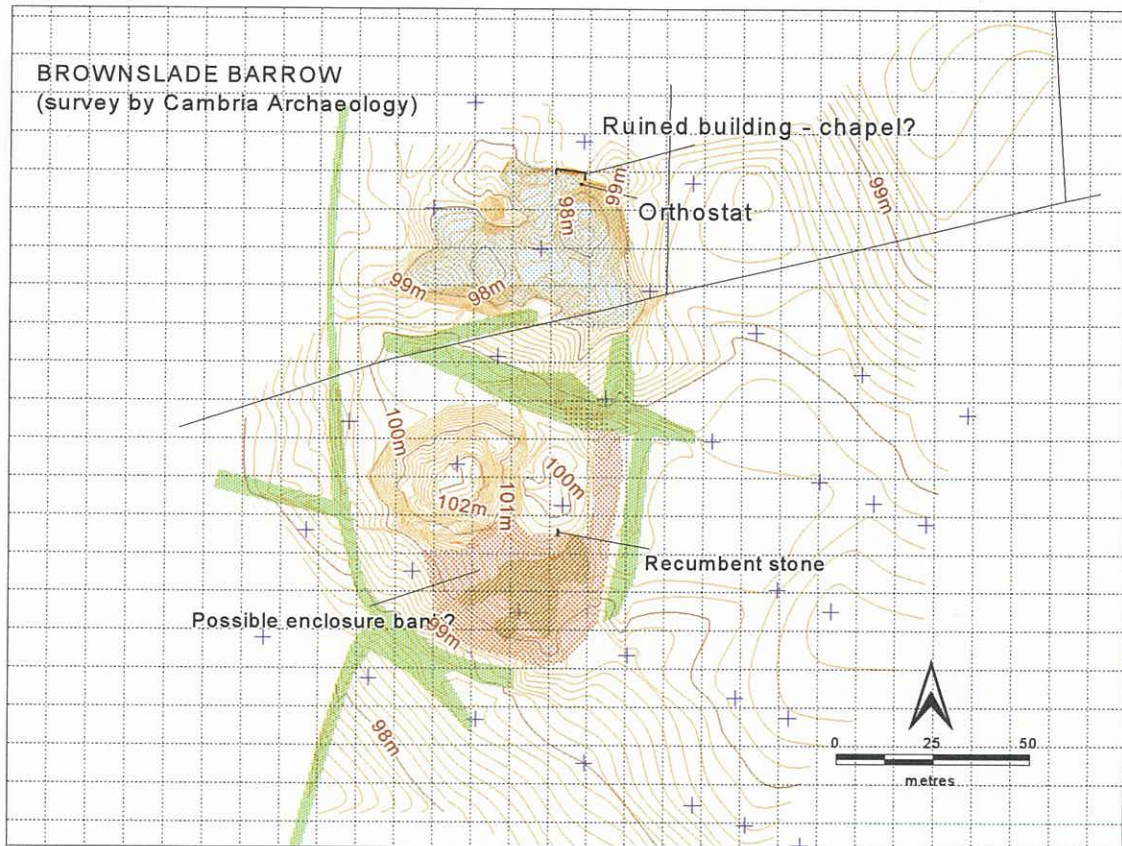 BROWNSLADE BARROW
(survey by Cambria Archaeology)
Ruined building - chapel?
99m
98m
99m
Orthostat
99m
98m
100m
100m
101m
102m
Recumbent stone
Possible enclosure bank?
99m
98m
0 25 50
metres